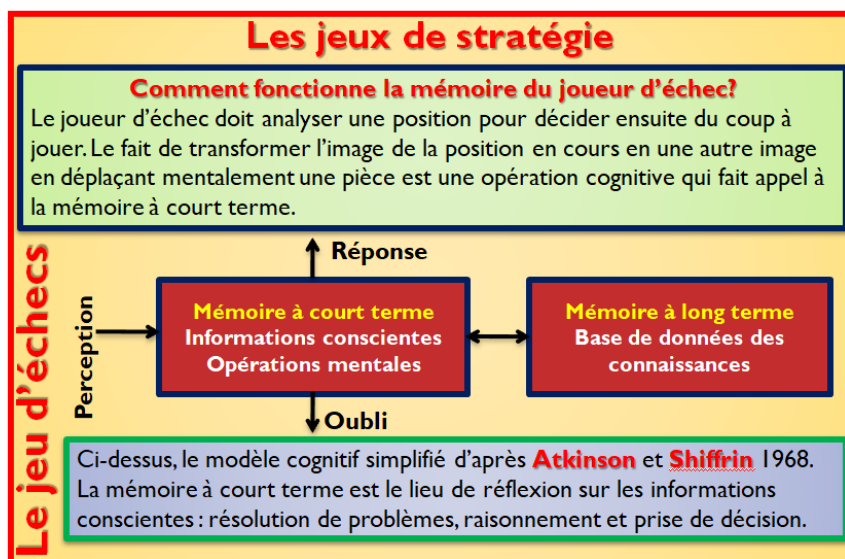 Les jeux de stratégie
Comment fonctionne la mémoire du joueur d'échec?
Le joueur d'échec doit analyser une position pour décider ensuite du coup à
jouer. Le fait de transformer l'image de la position en cours en une autre image
en déplaçant mentalement une pièce est une opération cognitive qui fait appel à
la mémoire à court terme.
Le jeu d'échecs
Réponse
Perception
Mémoire à court terme
Informations conscientes
Opérations mentales
Mémoire à long terme
Base de données des
connaissances
Oubli
Ci-dessus, le modèle cognitif simplifié d'après Atkinson et Shiffrin 1968.
La mémoire à court terme est le lieu de réflexion sur les informations
conscientes : résolution de problèmes, raisonnement et prise de décision.